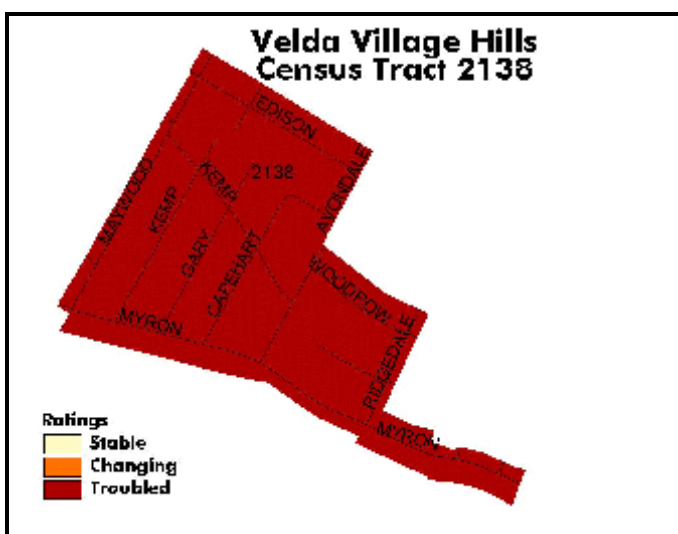 Velda Village Hills
Census Tract 2138
EDISON
2138
KEMP
AVONDALE
MAYWOOD
KEMP
GARY
CAPEHART
WOODROW
MYRON
RIDGEDALE
MYRON
Ratings
Stable
Changing
Troubled